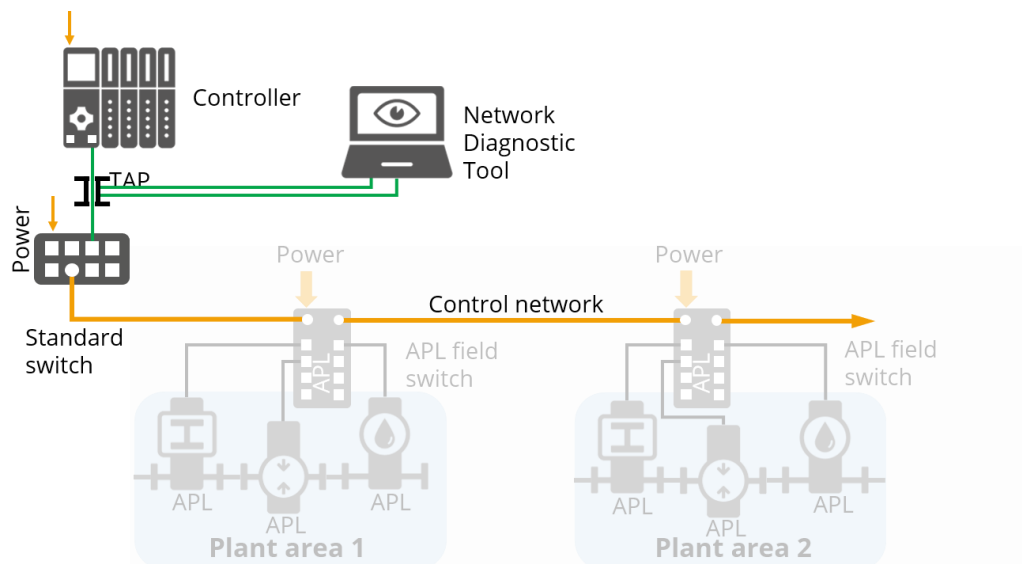 Controller
Network
Diagnostic
Tool
TAP
Power
Standard
switch
Power
Control network
Power
APL
APL field
switch
APL
APL field
switch
APL
APL
APL
Plant area 1
APL
APL
APL
Plant area 2